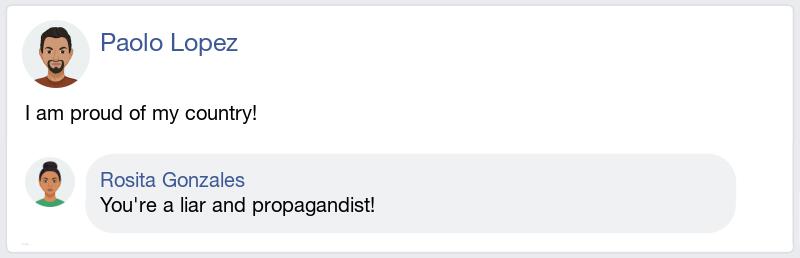 Paolo Lopez
I am proud of my country!
Rosita Gonzales
You're a liar and propagandist!